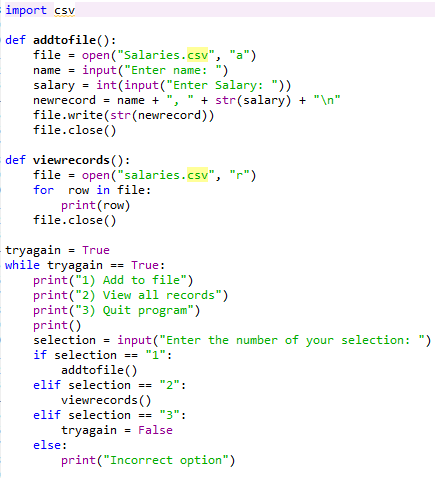 import csv

def addtofile():
    file = open("Salaries.csv", "a")
    name = input("Enter name: ")
    salary = int(input("Enter Salary: "))
    newrecord = name + ", " + str(salary) + "\n"
    file.write(str(newrecord))
    file.close()

def viewrecords():
    file = open("salaries.csv", "r")
    for  row in file:
        print(row)
    file.close()

tryagain = True
while tryagain == True:
    print("1) Add to file")
    print("2) View all records")
    print("3) Quit program")
    print()
    selection = input("Enter the number of your selection: ")
    if selection == "1":
        addtofile()
    elif selection == "2":
        viewrecords()
    elif selection == "3":
        tryagain = False
    else:
        print("Incorrect option")